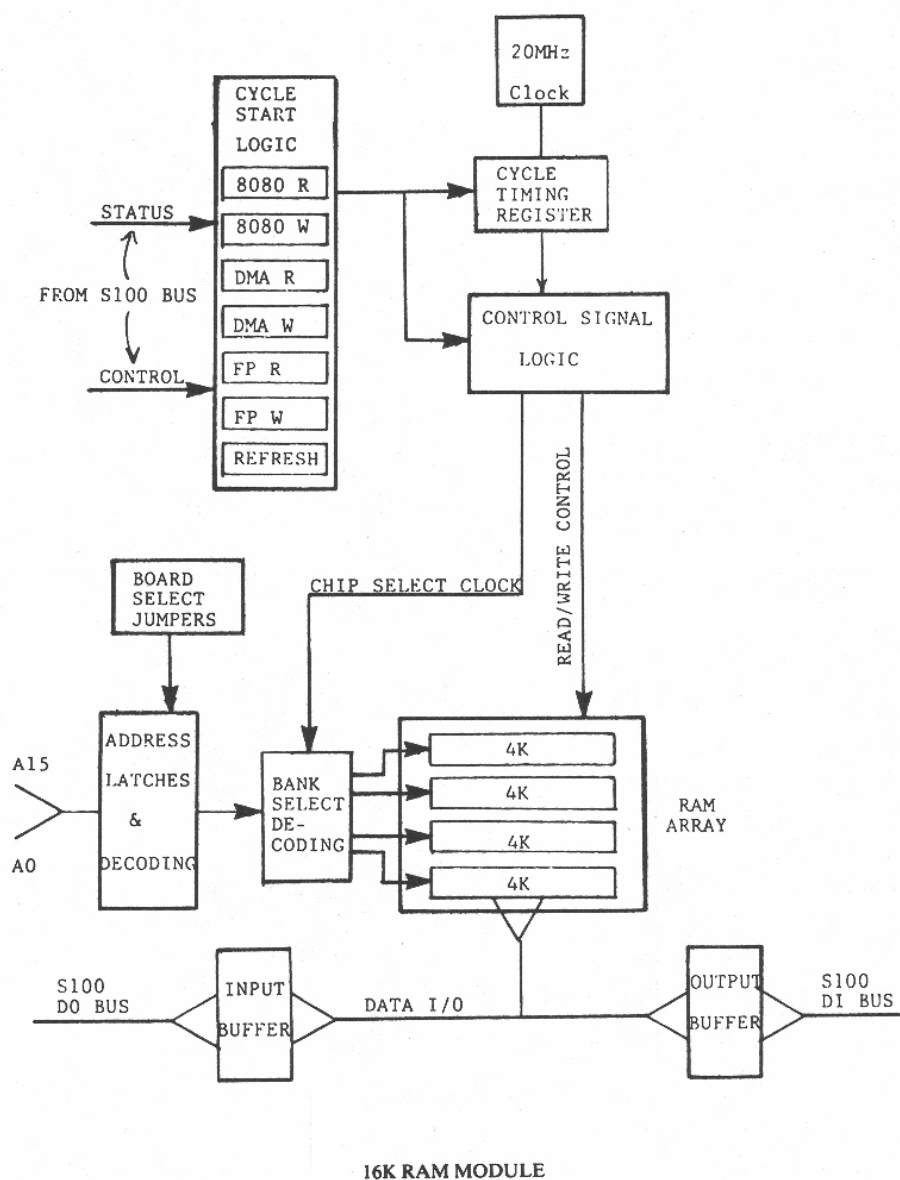 20MHz
Clock
CYCLE
START
LOGIC
8080 R
8080 W
DMA R
DMA W
FP R
FP W
REFRESH
CYCLE
TIMING
REGISTER
STATUS
FROM S100 BUS
CONTROL
CONTROL SIGNAL
LOGIC
READ/WRITE CONTROL
CHIP SELECT CLOCK
BOARD
SELECT
JUMPERS
A15
A0
ADDRESS
LATCHES
&
DECODING
BANK
SELECT
DE-
CODING
4K
4K
4K
4K
RAM
ARRAY
S100
DO BUS
INPUT
BUFFER
DATA I/O
OUTPUT
BUFFER
S100
DI BUS
16K RAM MODULE